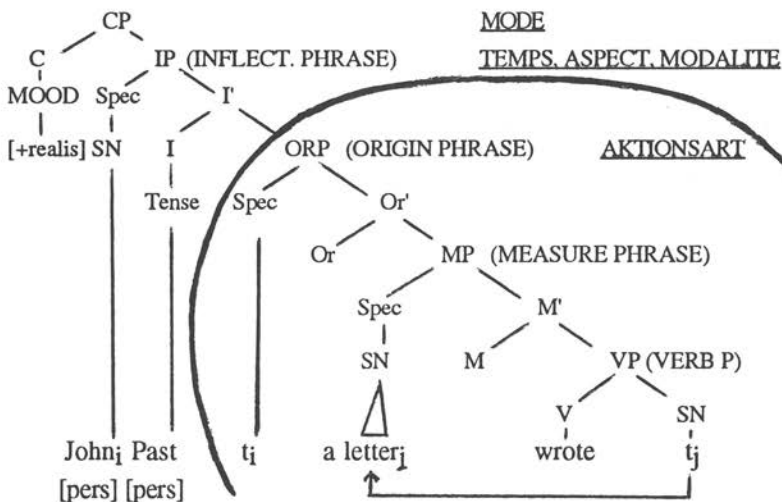 CP MODE
C IP (INFLECT. PHRASE) TEMPS, ASPECT, MODALITE
MOOD Spec I'
[+realis] SN I ORP (ORIGIN PHRASE) AKTIONSART
Tense Spec Or'
Or MP (MEASURE PHRASE)
Spec M'
SN M VP (VERB P)
V SN
Johni Past ti a letterj wrote tj
[pers] [pers]